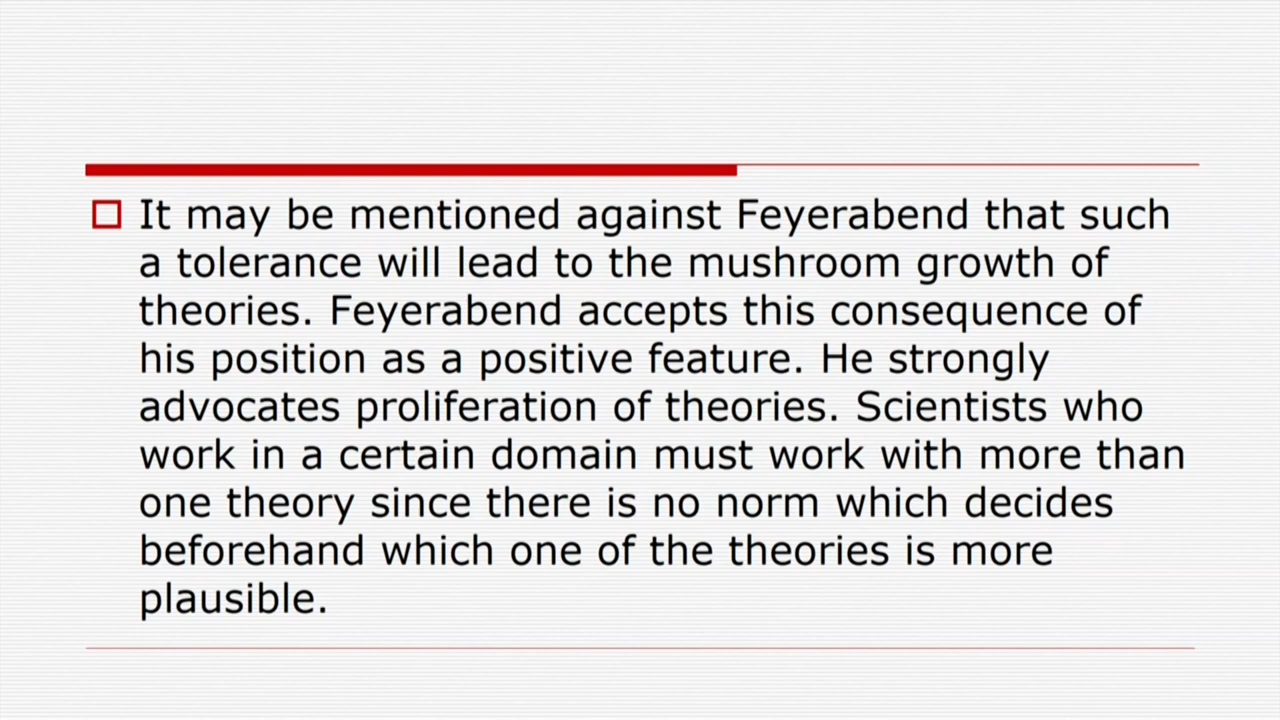 It may be mentioned against Feyerabend that such
a tolerance will lead to the mushroom growth of
theories. Feyerabend accepts this consequence of
his position as a positive feature. He strongly
advocates proliferation of theories. Scientists who
work in a certain domain must work with more than
one theory since there is no norm which decides
beforehand which one of the theories is more
plausible.